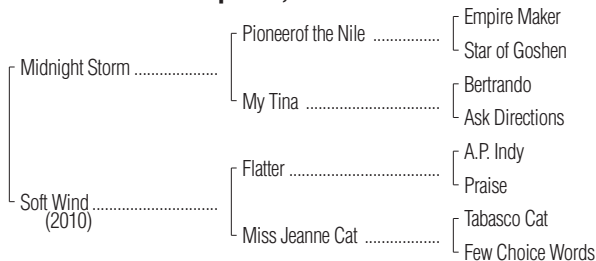 Empire Maker
Pioneerof the Nile
Star of Goshen
Midnight Storm
Bertrando
My Tina
Ask Directions
A.P. Indy
Flatter
Praise
Soft Wind
(2010)
Tabasco Cat
Miss Jeanne Cat
Few Choice Words